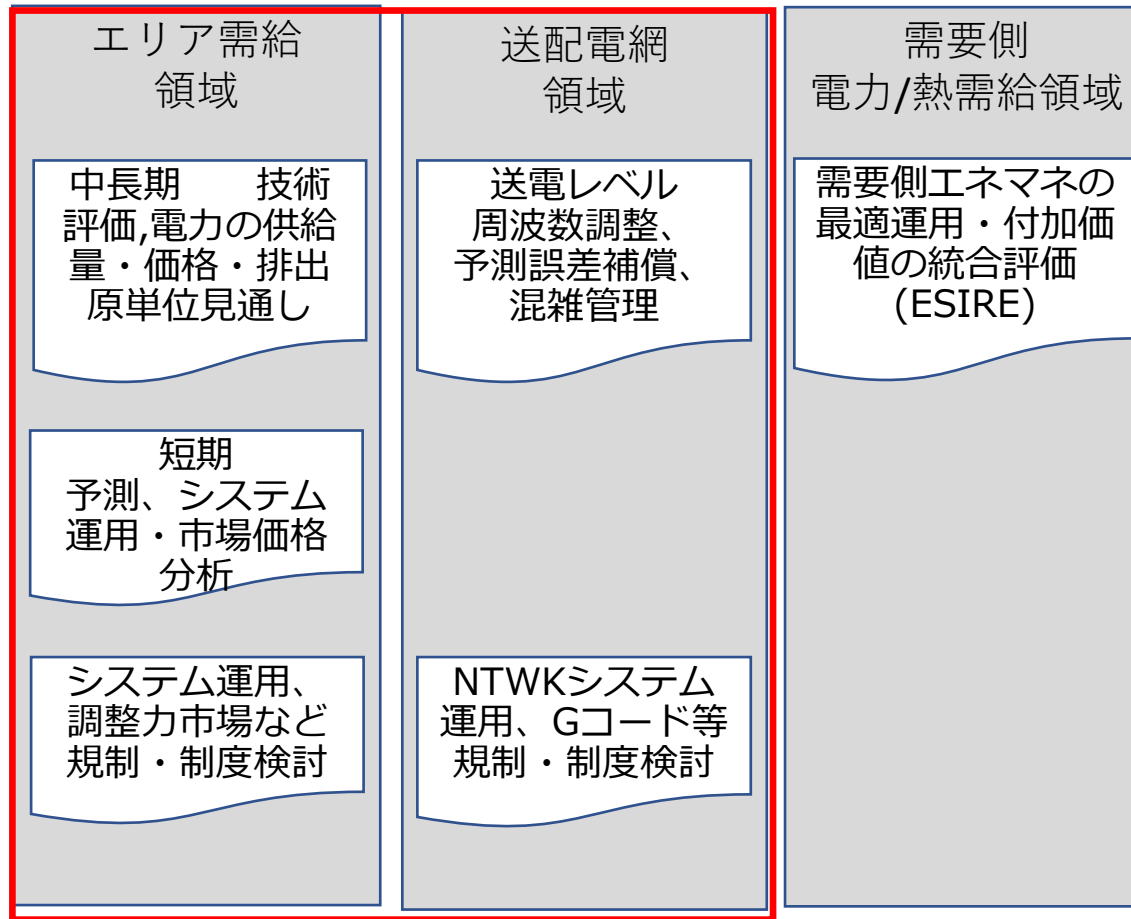 エリア需給
領域
中長期　　技術
評価,電力の供給
量・価格・排出
原単位見通し
短期
予測、システム
運用・市場価格
分析
システム運用、
調整力市場など
規制・制度検討
送配電網
領域
送電レベル
周波数調整、
予測誤差補償、
混雑管理
NTWKシステム
運用、Gコード等
規制・制度検討
需要側
電力/熱需給領域
需要側エネマネの
最適運用・付加価
値の統合評価
(ESIRE)